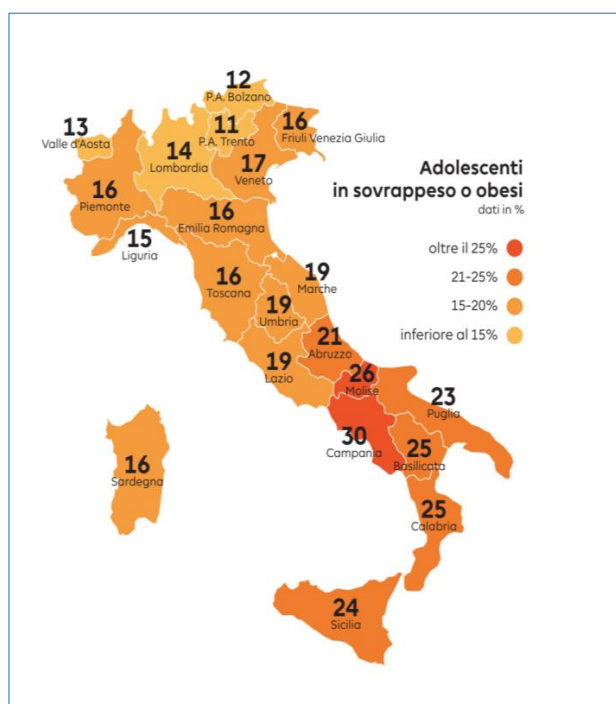 12
P.A. Bolzano
13
Valle d'Aosta
11
P.A. Trento
16
Friuli Venezia Giulia
14
Lombardia
17
Veneto
16
Piemonte
16
Emilia Romagna
15
Liguria
Adolescenti
in sovrappeso o obesi
dati in %
oltre il 25%
21-25%
15-20%
inferiore al 15%
16
Toscana
19
Marche
19
Umbria
21
Abruzzo
19
Lazio
26
Molise
23
Puglia
30
Campania
25
Basilicata
16
Sardegna
25
Calabria
24
Sicilia